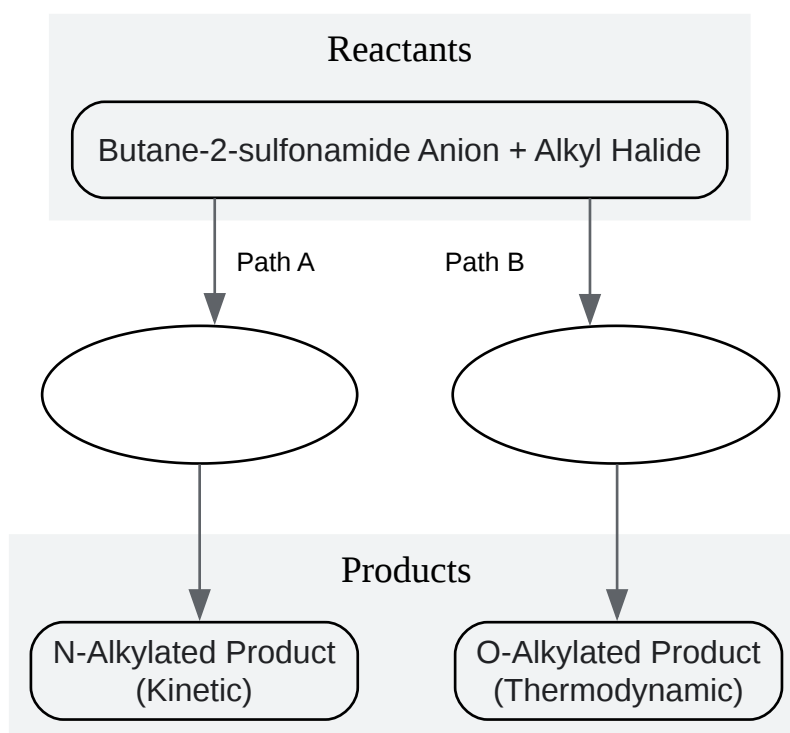 Reactants
Butane-2-sulfonamide Anion + Alkyl Halide
Path A
Path B
Products
N-Alkylated Product
(Kinetic)
O-Alkylated Product
(Thermodynamic)